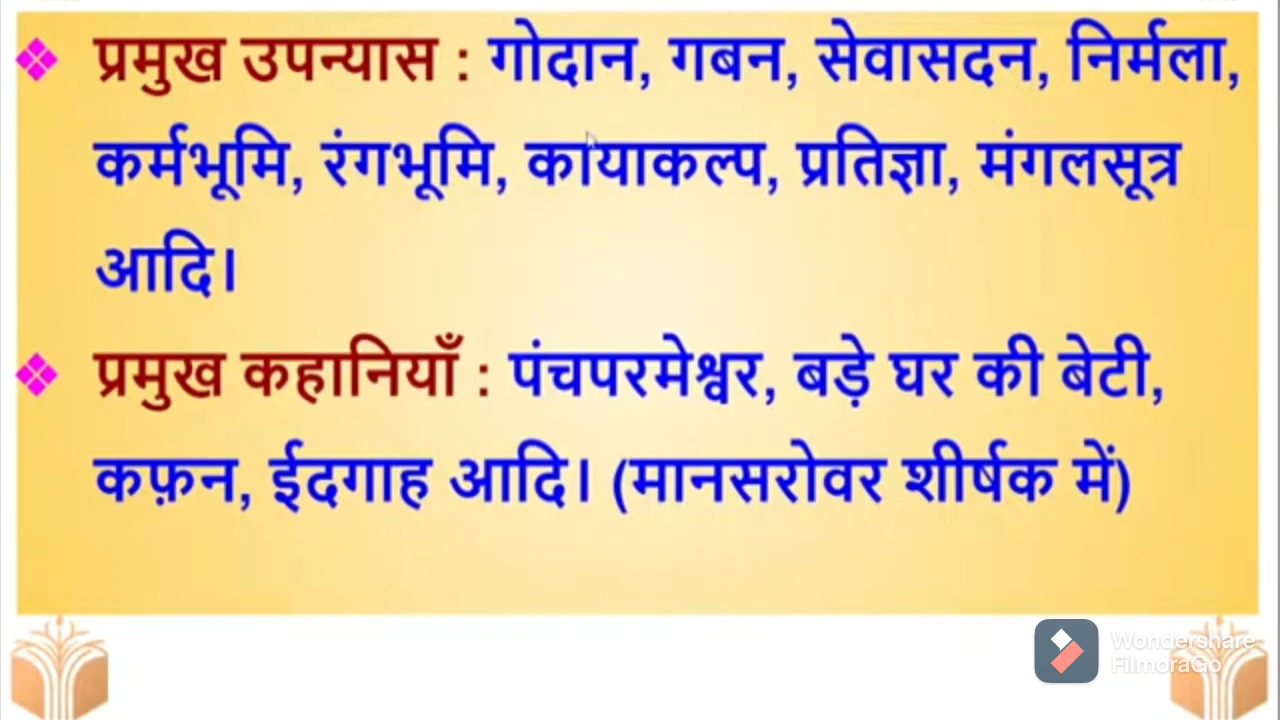 प्रमुख उपन्यास : गोदान, गबन, सेवासदन, निर्मला,
कर्मभूमि, रंगभूमि, कायाकल्प, प्रतिज्ञा, मंगलसूत्र
आदि।
प्रमुख कहानियाँ : पंचपरमेश्वर, बड़े घर की बेटी,
कफ़न, ईदगाह आदि। (मानसरोवर शीर्षक में)
Wondershare
FilmoraGo